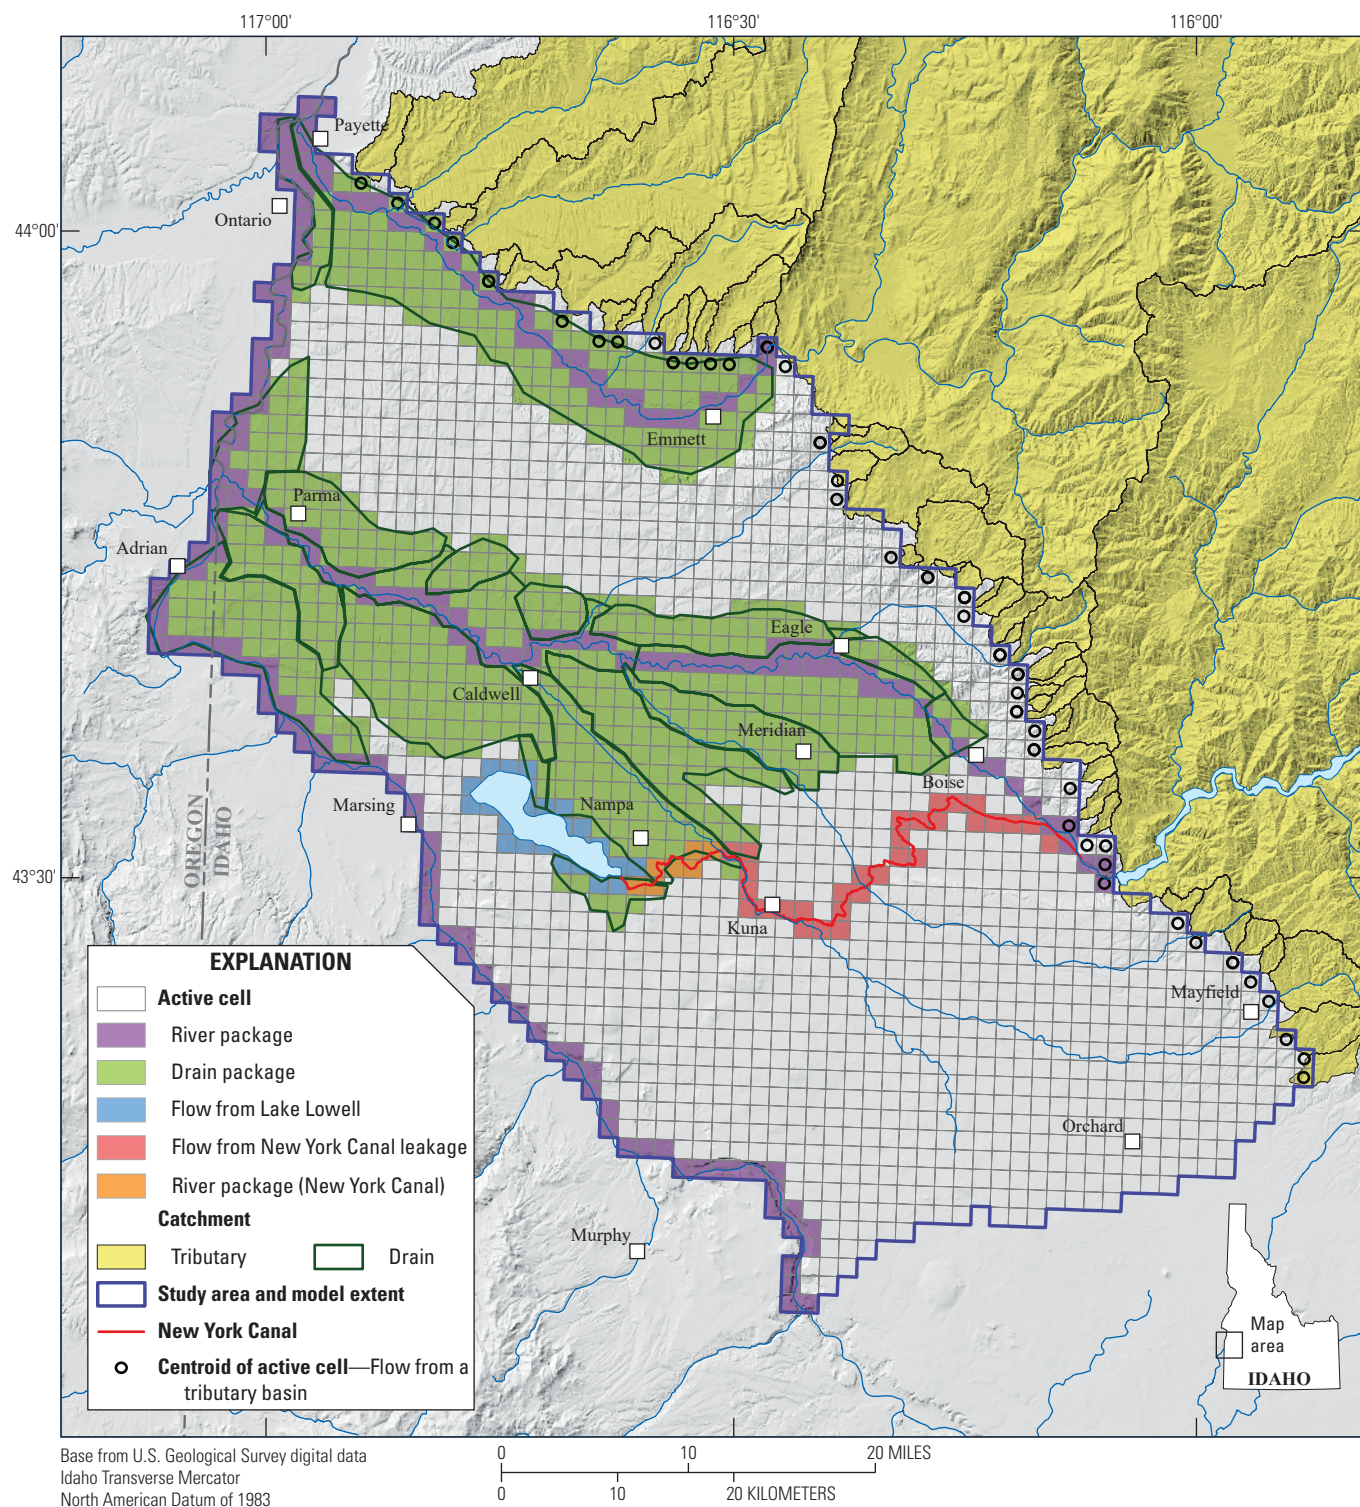 117°00'
116°30'
116°00'
Payette
Ontario
44°00'
Emmett
Parma
Adrian
Eagle
Caldwell
Meridian
Boise
Marsing
Nampa
OREGON
IDAHO
43°30'
Kuna
Mayfield
Orchard
Murphy
EXPLANATION
Active cell
River package
Drain package
Flow from Lake Lowell
Flow from New York Canal leakage
River package (New York Canal)
Catchment
Tributary
Drain
Study area and model extent
New York Canal
Centroid of active cell—Flow from a
tributary basin
Map
area
IDAHO
Base from U.S. Geological Survey digital data
Idaho Transverse Mercator
North American Datum of 1983
0 10 20 MILES
0 10 20 KILOMETERS